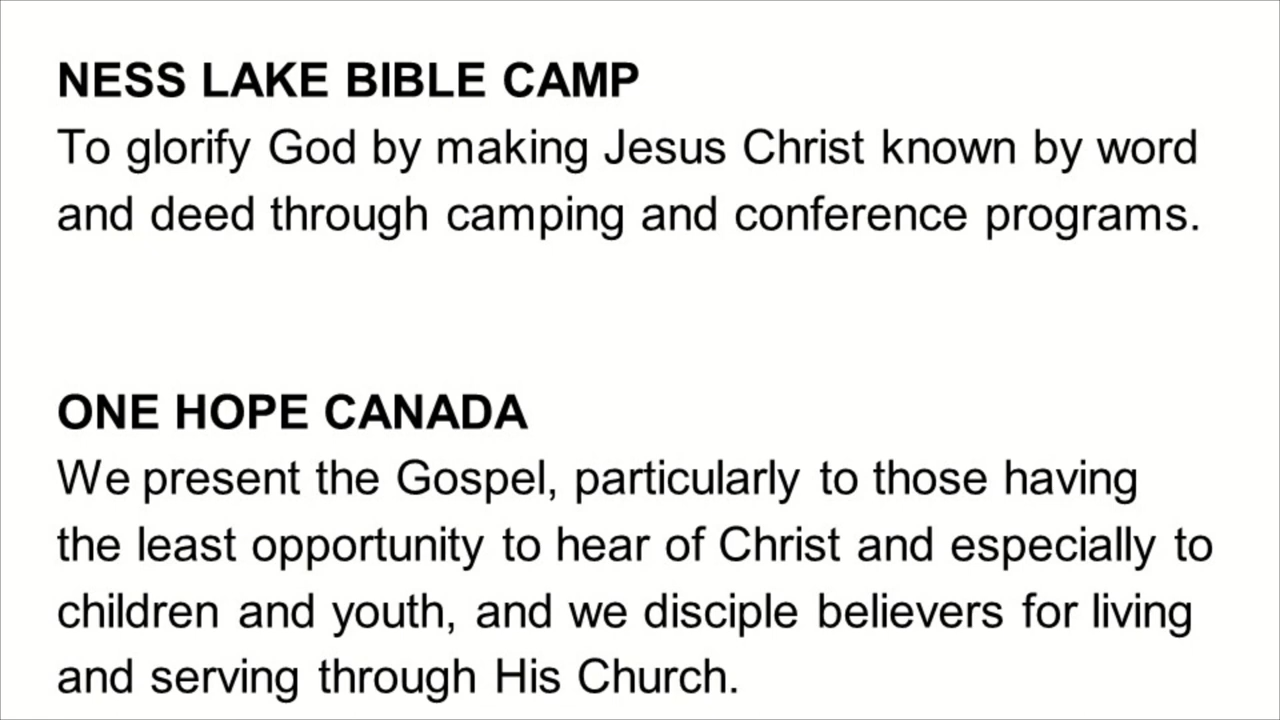 NESS LAKE BIBLE CAMP
To glorify God by making Jesus Christ known by word
and deed through camping and conference programs.
ONE HOPE CANADA
We present the Gospel, particularly to those having
the least opportunity to hear of Christ and especially to
children and youth, and we disciple believers for living
and serving through His Church.